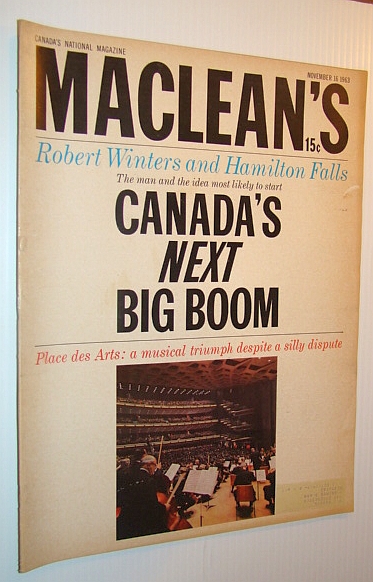 CANADA'S NATIONAL MAGAZINE
NOVEMBER 16 1963
MACLEAN'S
15¢
Robert Winters and Hamilton Falls
The man and the idea most likely to start
CANADA'S
NEXT
BIG BOOM
Place des Arts: a musical triumph despite a silly dispute